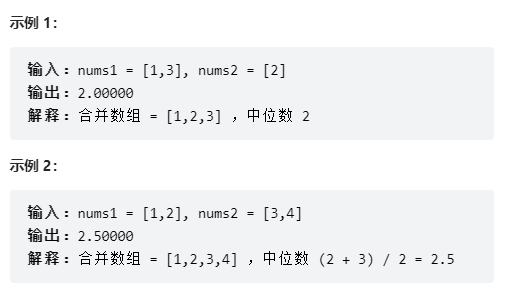 示例 1：
输入：nums1 = [1,3], nums2 = [2]
输出：2.00000
解释：合并数组 = [1,2,3] ，中位数 2
示例 2：
输入：nums1 = [1,2], nums2 = [3,4]
输出：2.50000
解释：合并数组 = [1,2,3,4] ，中位数 (2 + 3) / 2 = 2.5